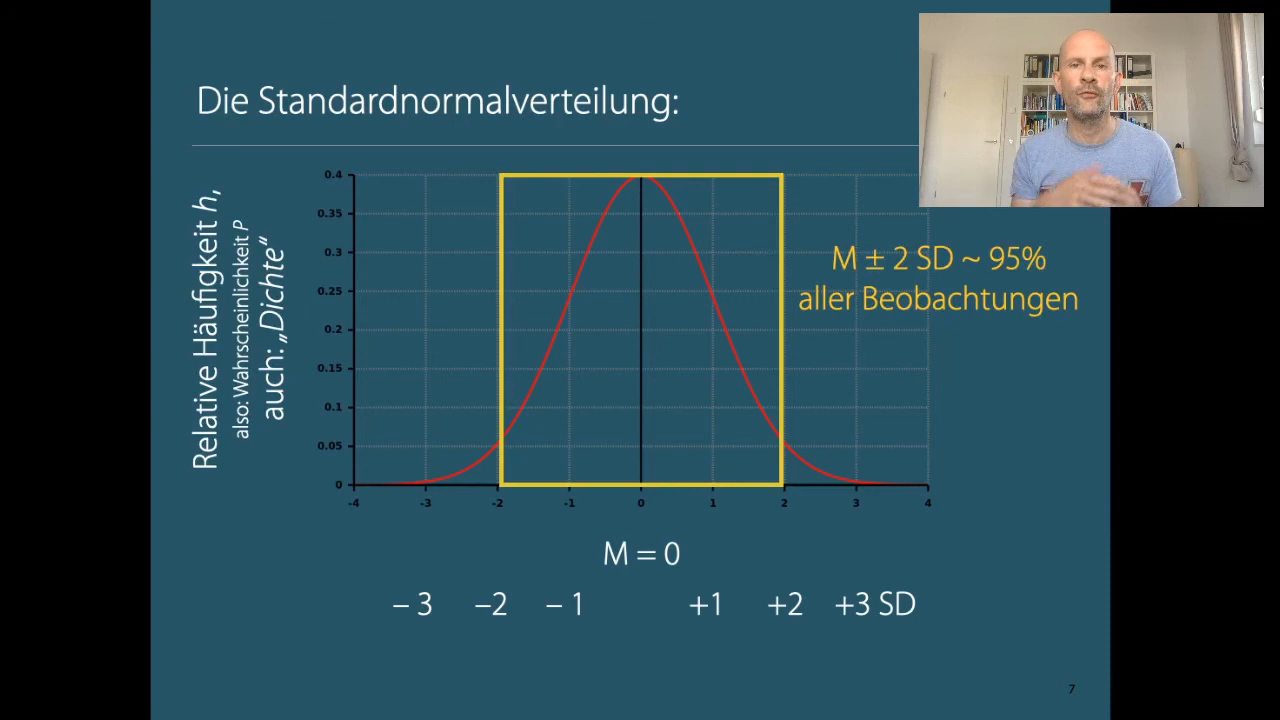 Die Standardnormalverteilung:
Relative Häufigkeit h,
also: Wahrscheinlichkeit P
auch: „Dichte“
0.4
0.35
0.3
0.25
0.2
0.15
0.1
0.05
0
-4 -3 -2 -1 0 1 2 3 4
M ± 2 SD ~ 95%
aller Beobachtungen
M = 0
– 3 –2 – 1 +1 +2 +3 SD
7